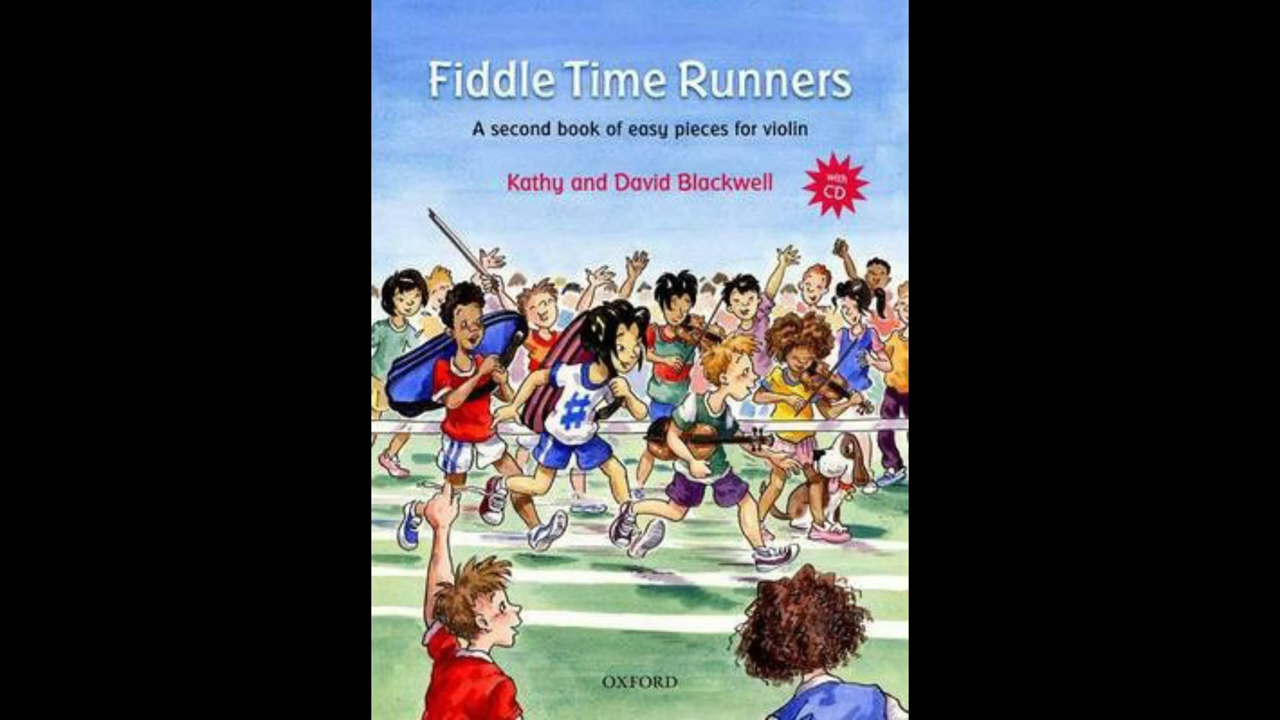 Fiddle Time Runners
A second book of easy pieces for violin
Kathy and David Blackwell
with
CD
#
OXFORD